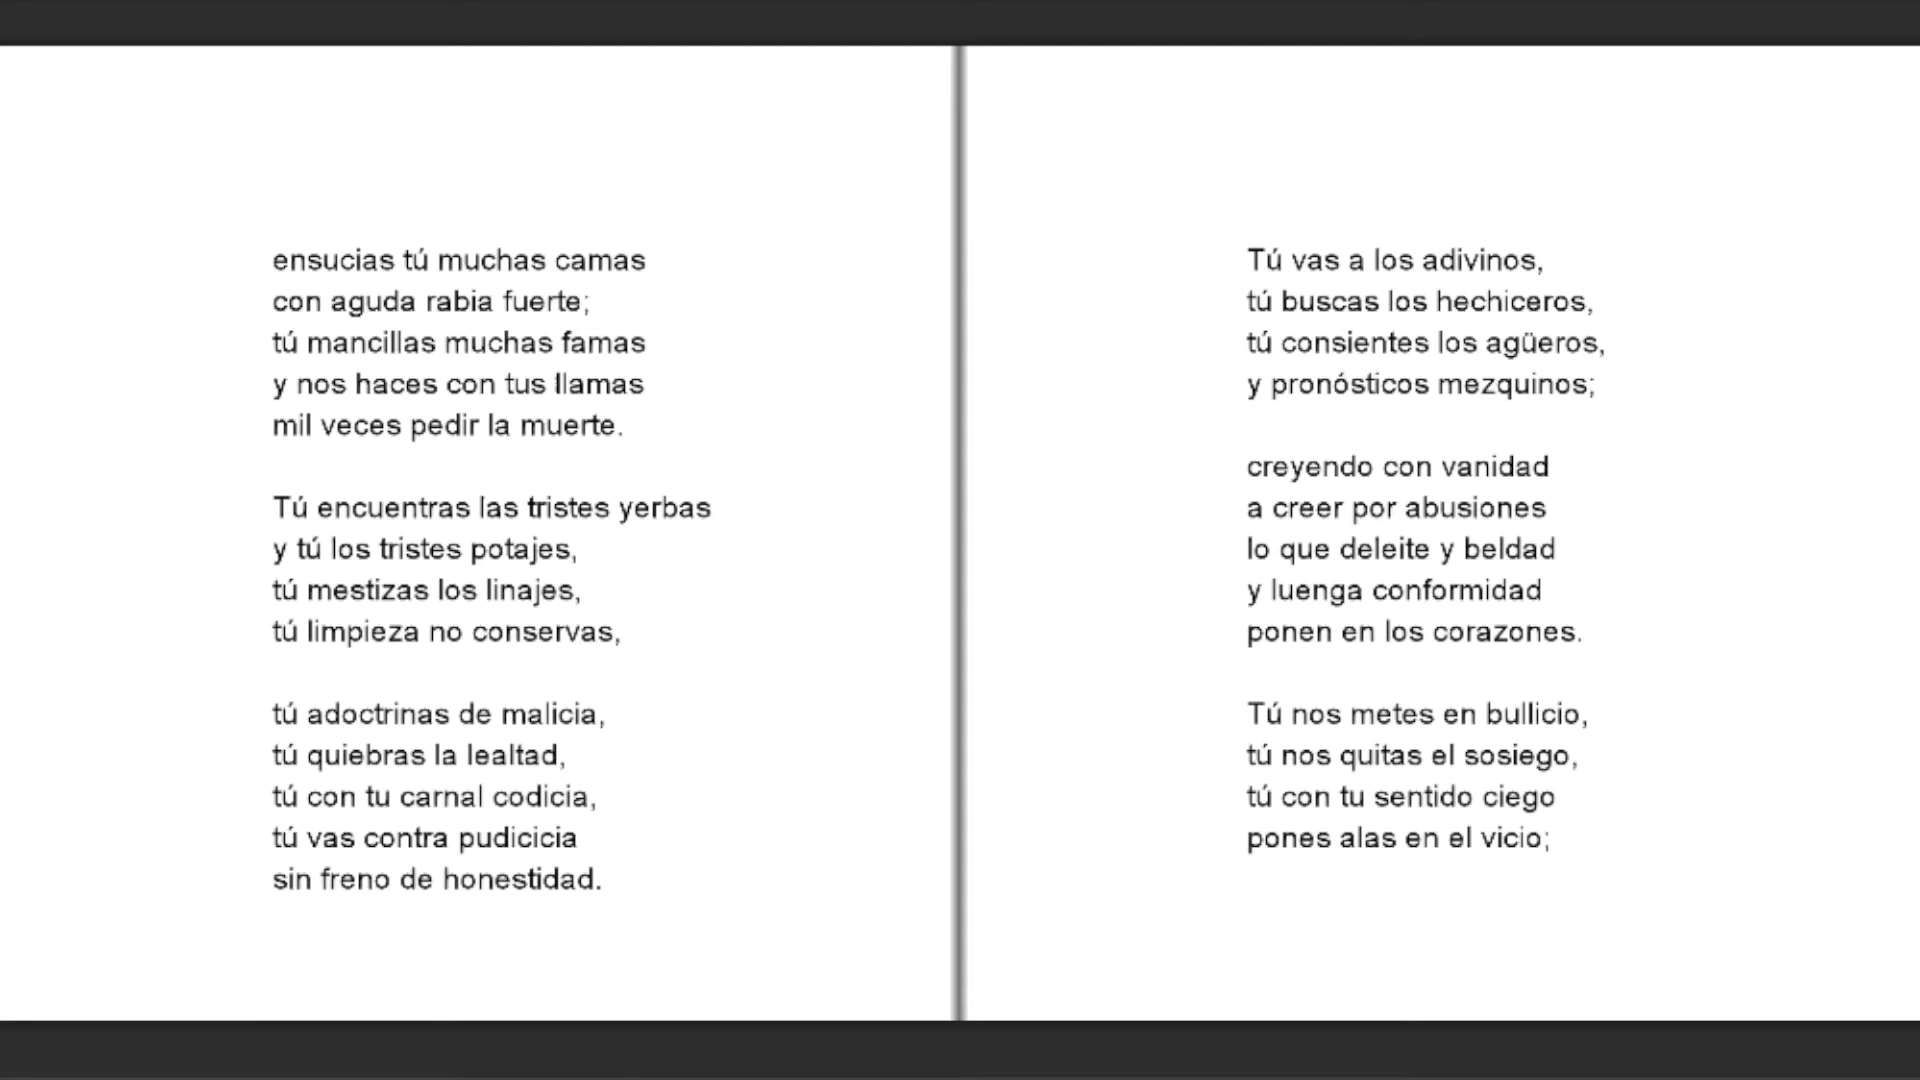 ensucias tú muchas camas
con aguda rabia fuerte;
tú mancillas muchas famas
y nos haces con tus llamas
mil veces pedir la muerte.
Tú encuentras las tristes yerbas
y tú los tristes potajes,
tú mestizas los linajes,
tú limpieza no conservas,
tú adoctrinas de malicia,
tú quiebras la lealtad,
tú con tu carnal codicia,
tú vas contra pudicicia
sin freno de honestidad.
Tú vas a los adivinos,
tú buscas los hechiceros,
tú consientes los agüeros,
y pronósticos mezquinos;
creyendo con vanidad
a creer por abusiones
lo que deleite y beldad
y luenga conformidad
ponen en los corazones.
Tú nos metes en bullicio,
tú nos quitas el sosiego,
tú con tu sentido ciego
pones alas en el vicio;